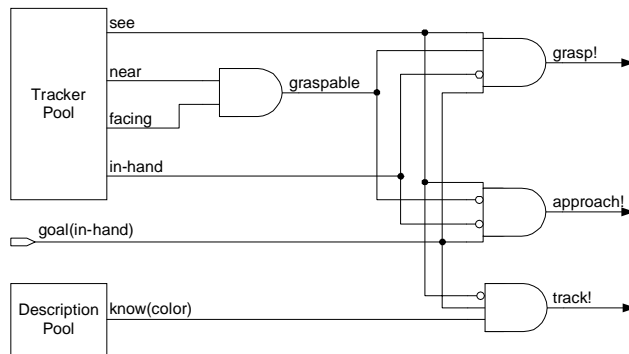 see
grasp!
near
graspable
Tracker
Pool
facing
in-hand
approach!
goal(in-hand)
track!
Description
Pool
know(color)